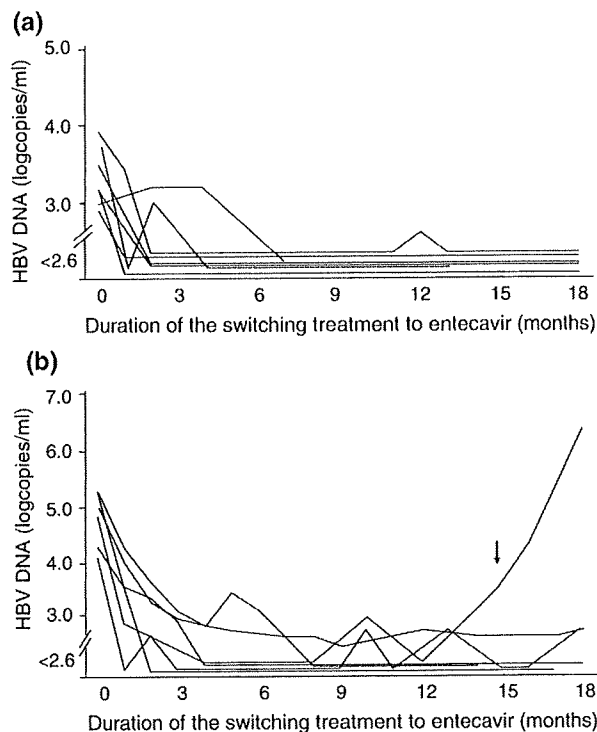 (a)
HBV DNA (logcopies/ml)
5.0
4.0
3.0
<2.6
0 3 6 9 12 15 18
Duration of the switching treatment to entecavir (months)
(b)
HBV DNA (logcopies/ml)
7.0
6.0
5.0
4.0
3.0
<2.6
0 3 6 9 12 15 18
Duration of the switching treatment to entecavir (months)